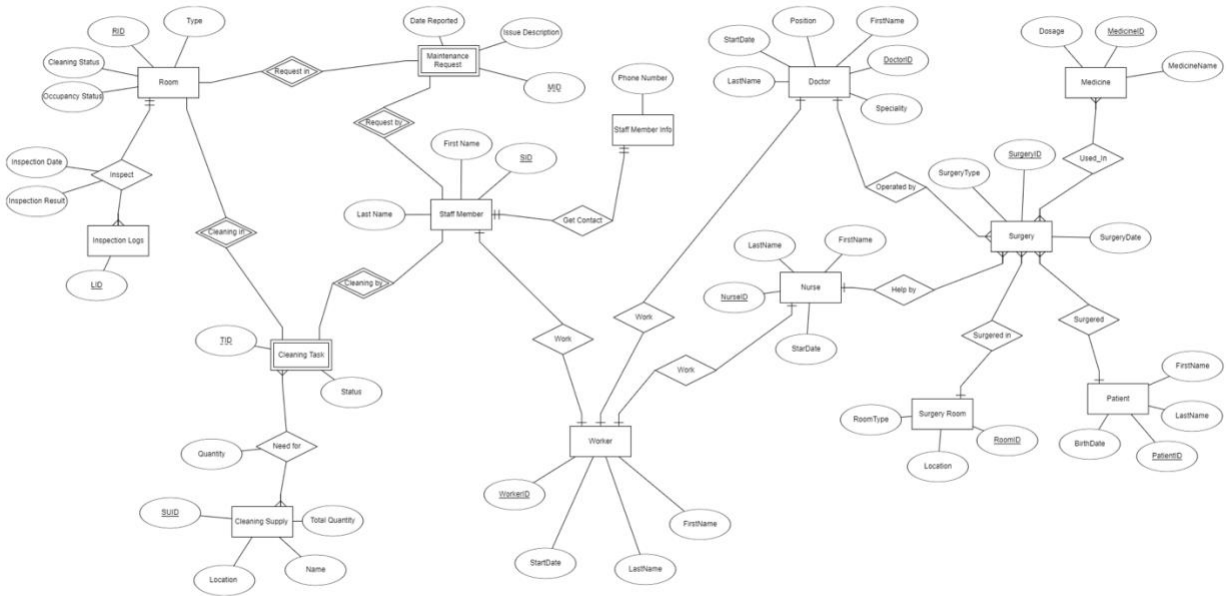 Date Reported
Position
FirstName
Type
RID
Issue Description
StartDate
Dosage
MedicineID
Cleaning Status
Maintenance
Request
DoctorID
MedicineName
Room
Request in
Phone Number
LastName
Doctor
Medicine
Occupancy Status
MID
Speciality
Request by
Staff Member Info
First Name
SID
SurgeryID
Used_In
Inspection Date
Inspect
SurgeryType
Operated by
Inspection Result
Last Name
Staff Member
Get Contact
Cleaning in
Surgery
SurgeryDate
Inspection Logs
LastName
FirstName
LID
Cleaning by
NurseID
Nurse
Help by
Work
Surgered
Surgered in
TID
Work
StarDate
Cleaning Task
FirstName
Work
Status
Patient
RoomType
Surgery Room
LastName
Quantity
Need for
Worker
RoomID
BirthDate
Location
PatientID
WorkerID
SUID
Cleaning Supply
Total Quantity
FirstName
StartDate
LastName
Location
Name